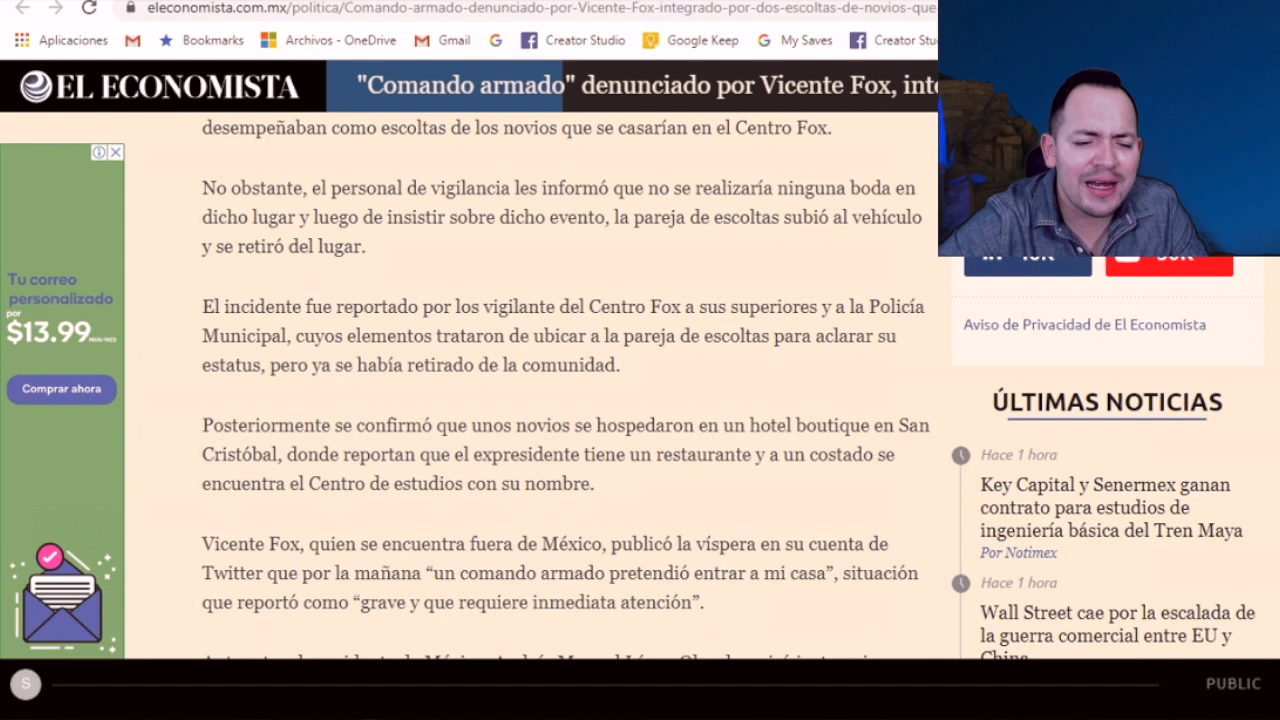 eleconomista.com.mx/politica/Comando-armado-denunciado-por-Vicente-Fox-integrado-por-dos-escoltas-de-novios-que
Aplicaciones
Bookmarks
Archivos - OneDrive
Gmail
Creator Studio
Google Keep
My Saves
Creator Stu
EL ECONOMISTA
"Comando armado" denunciado por Vicente Fox, inte
desempeñaban como escoltas de los novios que se casarían en el Centro Fox.
No obstante, el personal de vigilancia les informó que no se realizaría ninguna boda en
dicho lugar y luego de insistir sobre dicho evento, la pareja de escoltas subió al vehículo
y se retiró del lugar.
El incidente fue reportado por los vigilante del Centro Fox a sus superiores y a la Policía
Municipal, cuyos elementos trataron de ubicar a la pareja de escoltas para aclarar su
estatus, pero ya se había retirado de la comunidad.
Posteriormente se confirmó que unos novios se hospedaron en un hotel boutique en San
Cristóbal, donde reportan que el expresidente tiene un restaurante y a un costado se
encuentra el Centro de estudios con su nombre.
Vicente Fox, quien se encuentra fuera de México, publicó la víspera en su cuenta de
Twitter que por la mañana “un comando armado pretendió entrar a mi casa”, situación
que reportó como “grave y que requiere inmediata atención”.
Tu correo
personalizado
por
$13.99
Comprar ahora
Aviso de Privacidad de El Economista
ÚLTIMAS NOTICIAS
Hace 1 hora
Key Capital y Senermex ganan
contrato para estudios de
ingeniería básica del Tren Maya
Por Notimex
Hace 1 hora
Wall Street cae por la escalada de
la guerra comercial entre EU y
China
S
PUBLIC